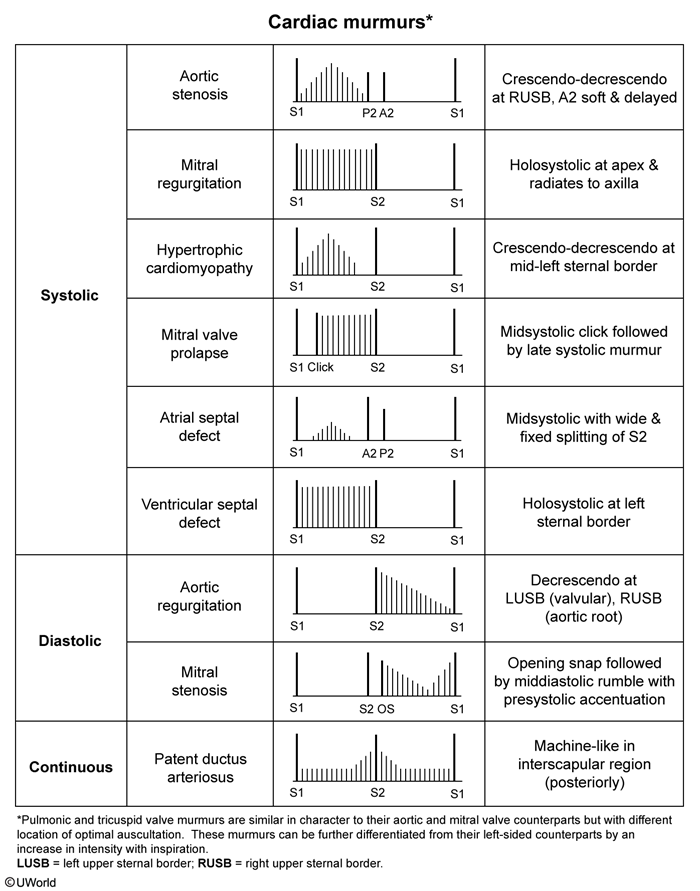 Cardiac murmurs*
Systolic
Aortic
stenosis
S1 P2 A2 S1
Crescendo-decrescendo
at RUSB, A2 soft & delayed
Mitral
regurgitation
S1 S2 S1
Holosystolic at apex &
radiates to axilla
Hypertrophic
cardiomyopathy
S1 S2 S1
Crescendo-decrescendo at
mid-left sternal border
Mitral valve
prolapse
S1 Click S2 S1
Midsystolic click followed
by late systolic murmur
Atrial septal
defect
S1 A2 P2 S1
Midsystolic with wide &
fixed splitting of S2
Ventricular septal
defect
S1 S2 S1
Holosystolic at left
sternal border
Diastolic
Aortic
regurgitation
S1 S2 S1
Decrescendo at
LUSB (valvular), RUSB
(aortic root)
Mitral
stenosis
S1 S2 OS S1
Opening snap followed
by middiastolic rumble with
presystolic accentuation
Continuous
Patent ductus
arteriosus
S1 S2 S1
Machine-like in
interscapular region
(posteriorly)
*Pulmonic and tricuspid valve murmurs are similar in character to their aortic and mitral valve counterparts but with different
location of optimal auscultation. These murmurs can be further differentiated from their left-sided counterparts by an
increase in intensity with inspiration.
LUSB = left upper sternal border; RUSB = right upper sternal border.
©UWorld